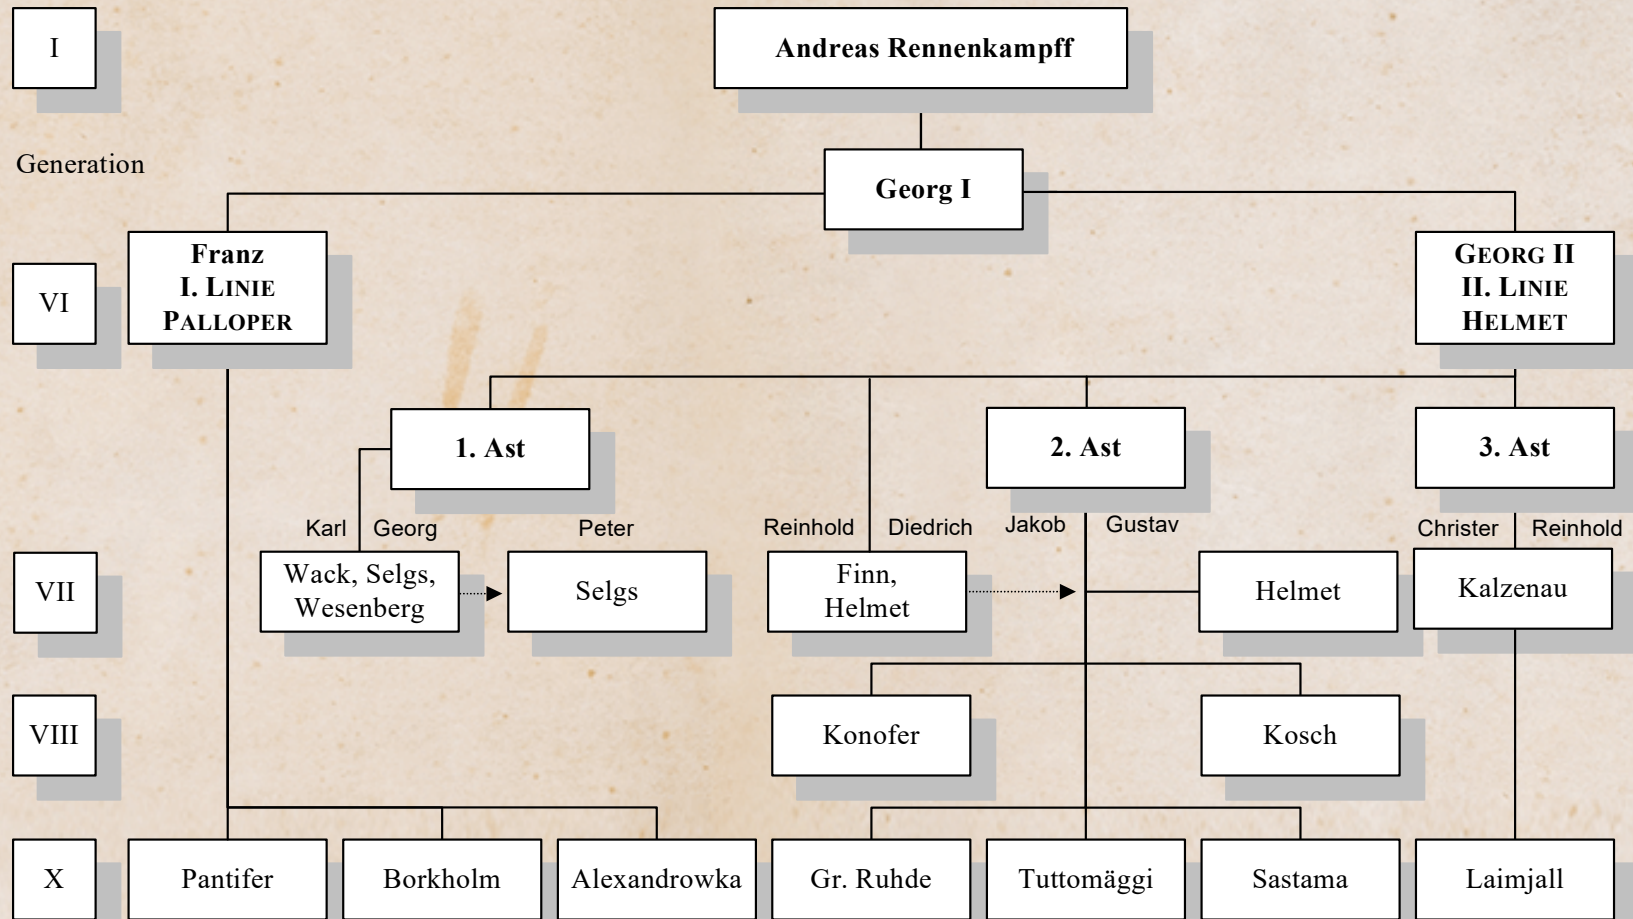 I
Andreas Rennenkampff
Generation
Georg I
VI
Franz
I. LINIE
PALLOPER
GEORG II
II. LINIE
HELMET
1. Ast
2. Ast
3. Ast
Karl Georg
Peter
Reinhold Diedrich
Jakob Gustav
Christer Reinhold
VII
Wack, Selgs,
Wesenberg
Selgs
Finn,
Helmet
Helmet
Kalzenau
VIII
Konofer
Kosch
X
Pantifer
Borkholm
Alexandrowka
Gr. Ruhde
Tuttomäggi
Sastama
Laimjall